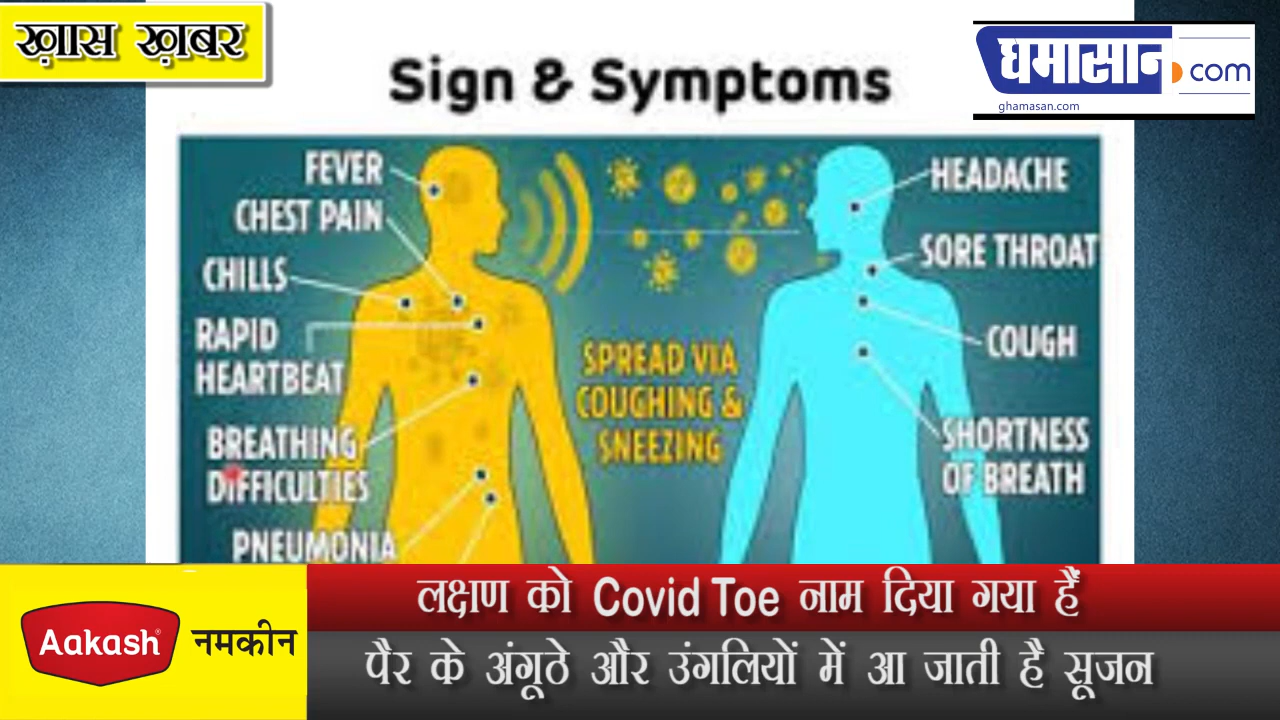 ख़ास ख़बर
घमासान.com
ghamasan.com
Sign & Symptoms
FEVER
CHEST PAIN
CHILLS
RAPID
HEARTBEAT
BREATHING
DIFFICULTIES
PNEUMONIA
SPREAD VIA
COUGHING &
SNEEZING
HEADACHE
SORE THROAT
COUGH
SHORTNESS
OF BREATH
Aakash® नमकीन
लक्षण को Covid Toe नाम दिया गया हैं
पैर के अंगूठे और उंगलियों में आ जाती है सूजन